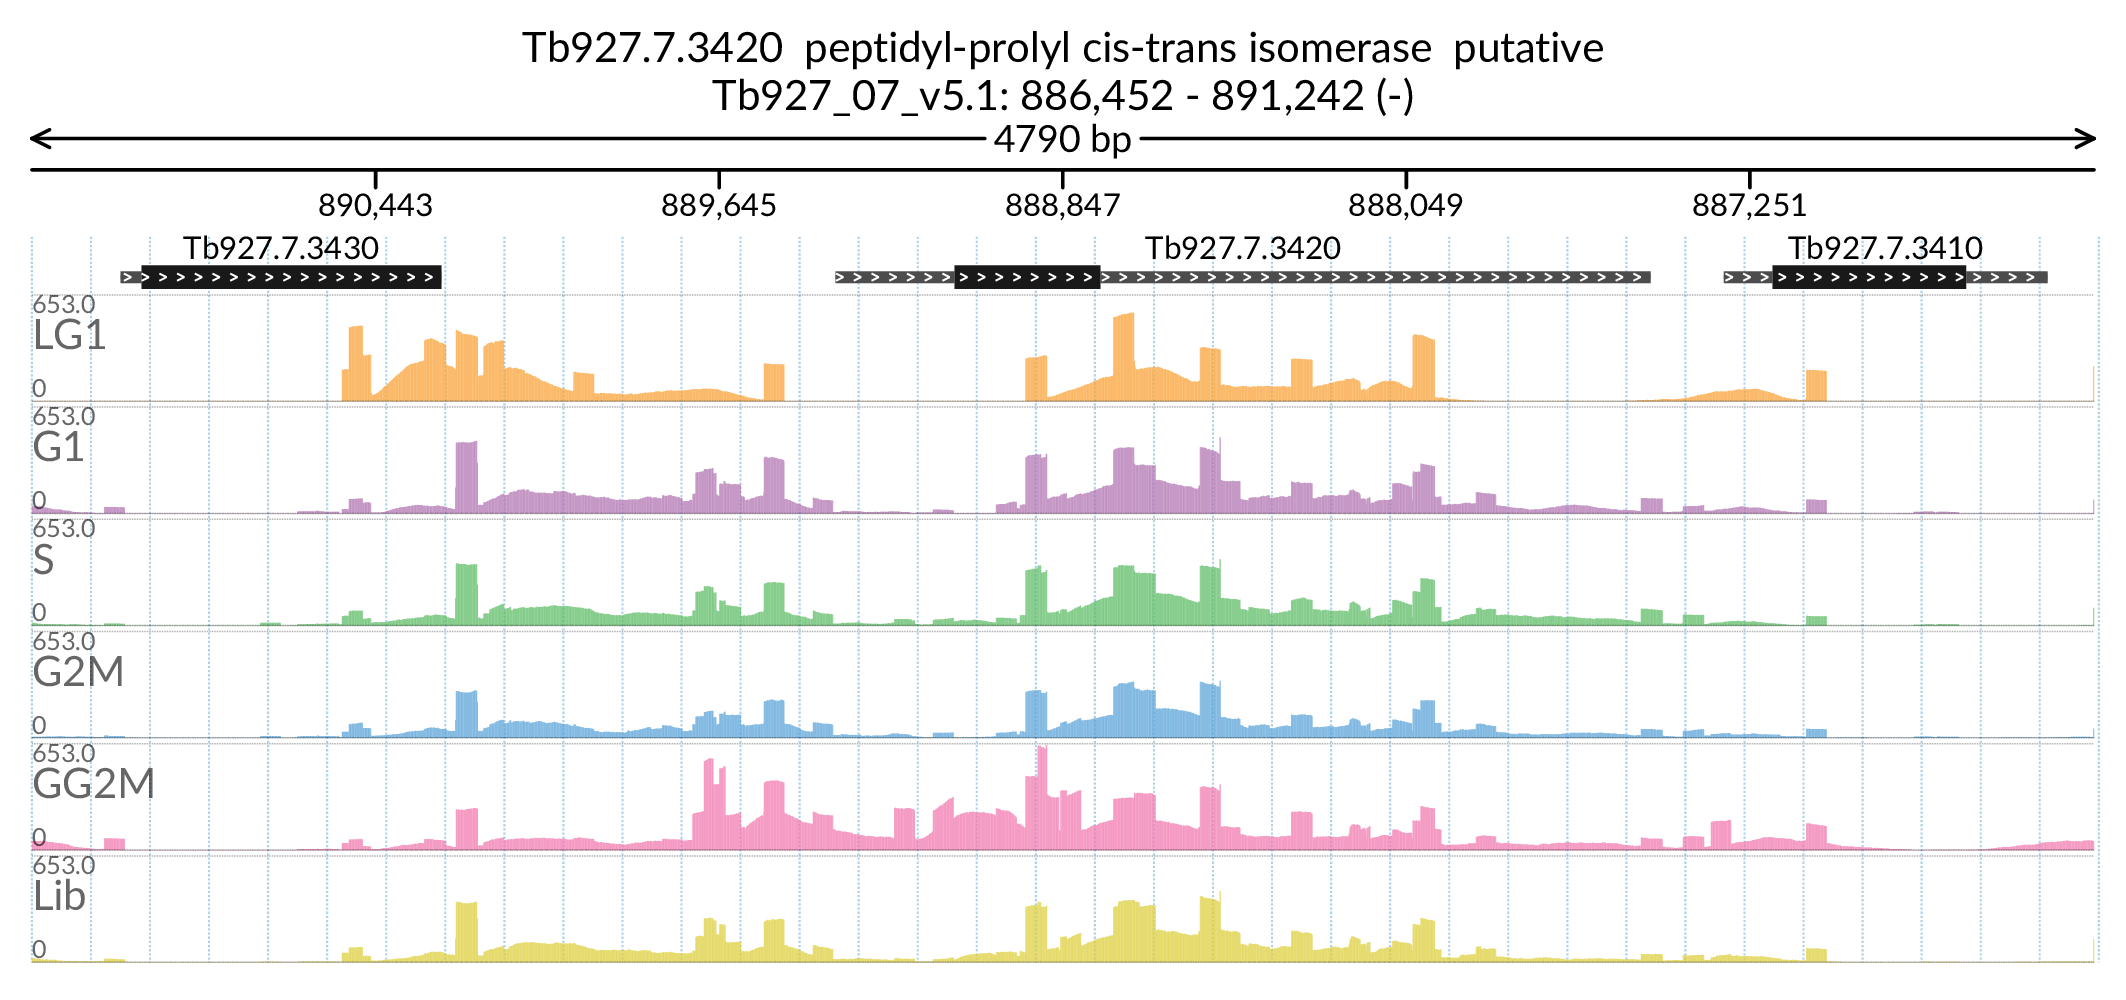 Tb927.7.3420  peptidyl-prolyl cis-trans isomerase  putative
Tb927_07_v5.1: 886,452 - 891,242 (-)
4790 bp
890,443 889,645 888,847 888,049 887,251
Tb927.7.3430 Tb927.7.3420 Tb927.7.3410
653.0
LG1
0
653.0
G1
0
653.0
S
0
653.0
G2M
0
653.0
GG2M
0
653.0
Lib
0